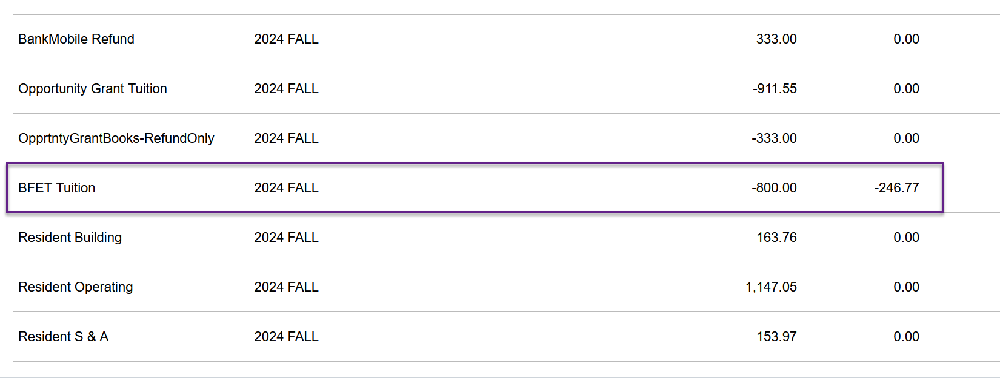 BankMobile Refund 2024 FALL 333.00 0.00
Opportunity Grant Tuition 2024 FALL -911.55 0.00
OpprtntyGrantBooks-RefundOnly 2024 FALL -333.00 0.00
BFET Tuition 2024 FALL -800.00 -246.77
Resident Building 2024 FALL 163.76 0.00
Resident Operating 2024 FALL 1,147.05 0.00
Resident S & A 2024 FALL 153.97 0.00